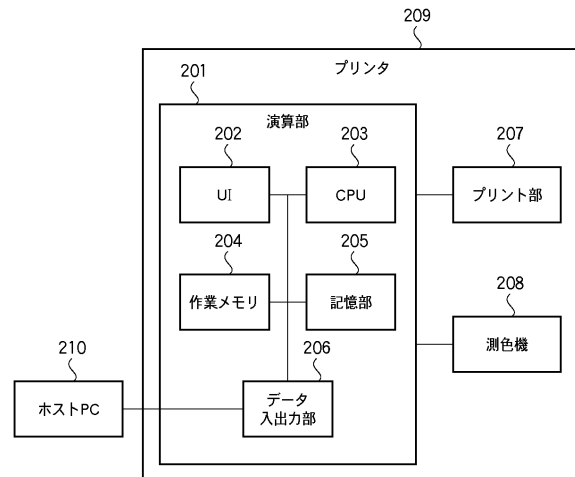 209
プリンタ
201
演算部
202
203
207
UI
CPU
プリント部
204
205
208
作業メモリ
記憶部
測色機
210
206
ホストPC
データ
入出力部